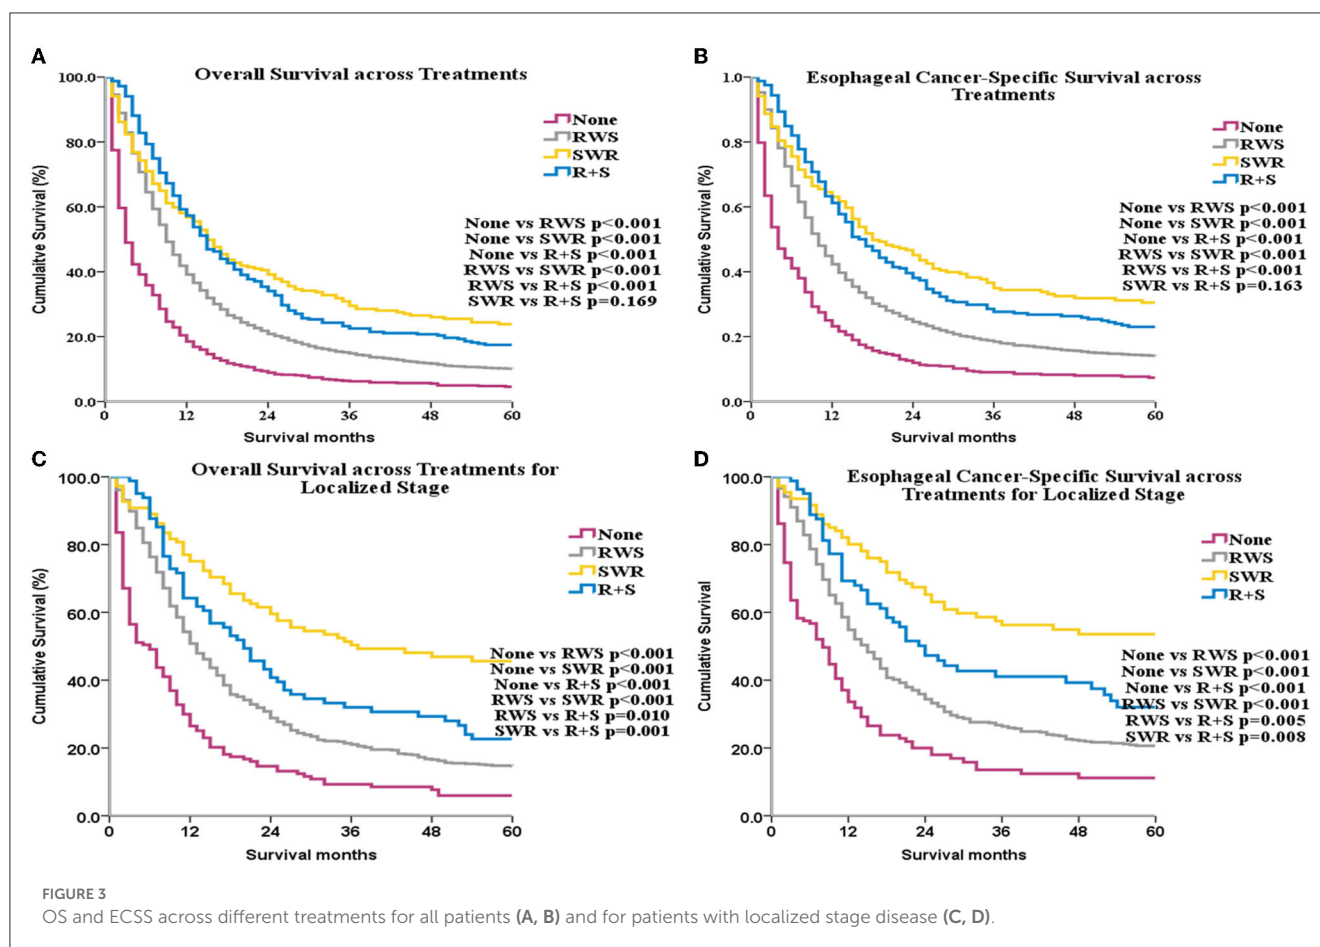 A
Overall Survival across Treatments
Cumulaitve Survival (%)
100.0
80.0
60.0
40.0
20.0
0.0
None
RWS
SWR
R+S
None vs RWS p<0.001
None vs SWR p<0.001
None vs R+S p<0.001
RWS vs SWR p<0.001
RWS vs R+S p<0.001
SWR vs R+S p=0.169
0 12 24 36 48 60
Survival months
B
Esophageal Cancer-Specific Survival across
Treatments
Cumulative Survival (%)
1.0
0.8
0.6
0.4
0.2
0.0
None
RWS
SWR
R+S
None vs RWS p<0.001
None vs SWR p<0.001
None vs R+S p<0.001
RWS vs SWR p<0.001
RWS vs R+S p<0.001
SWR vs R+S p=0.163
0 12 24 36 48 60
Survival months
C
Overall Survival across Treatments for
Localized Stage
Cumulative Survival (%)
100.0
80.0
60.0
40.0
20.0
0.0
None
RWS
SWR
R+S
None vs RWS p<0.001
None vs SWR p<0.001
None vs R+S p<0.001
RWS vs SWR p<0.001
RWS vs R+S p=0.010
SWR vs R+S p=0.001
0 12 24 36 48 60
Survival months
D
Esophageal Cancer-Specific Survival across
Treatments for Localized Stage
Cumulative Survival
100.0
80.0
60.0
40.0
20.0
0.0
None
RWS
SWR
R+S
None vs RWS p<0.001
None vs SWR p<0.001
None vs R+S p<0.001
RWS vs SWR p<0.001
RWS vs R+S p=0.005
SWR vs R+S p=0.008
0 12 24 36 48 60
Survival months
FIGURE 3
OS and ECSS across different treatments for all patients (A, B) and for patients with localized stage disease (C, D).